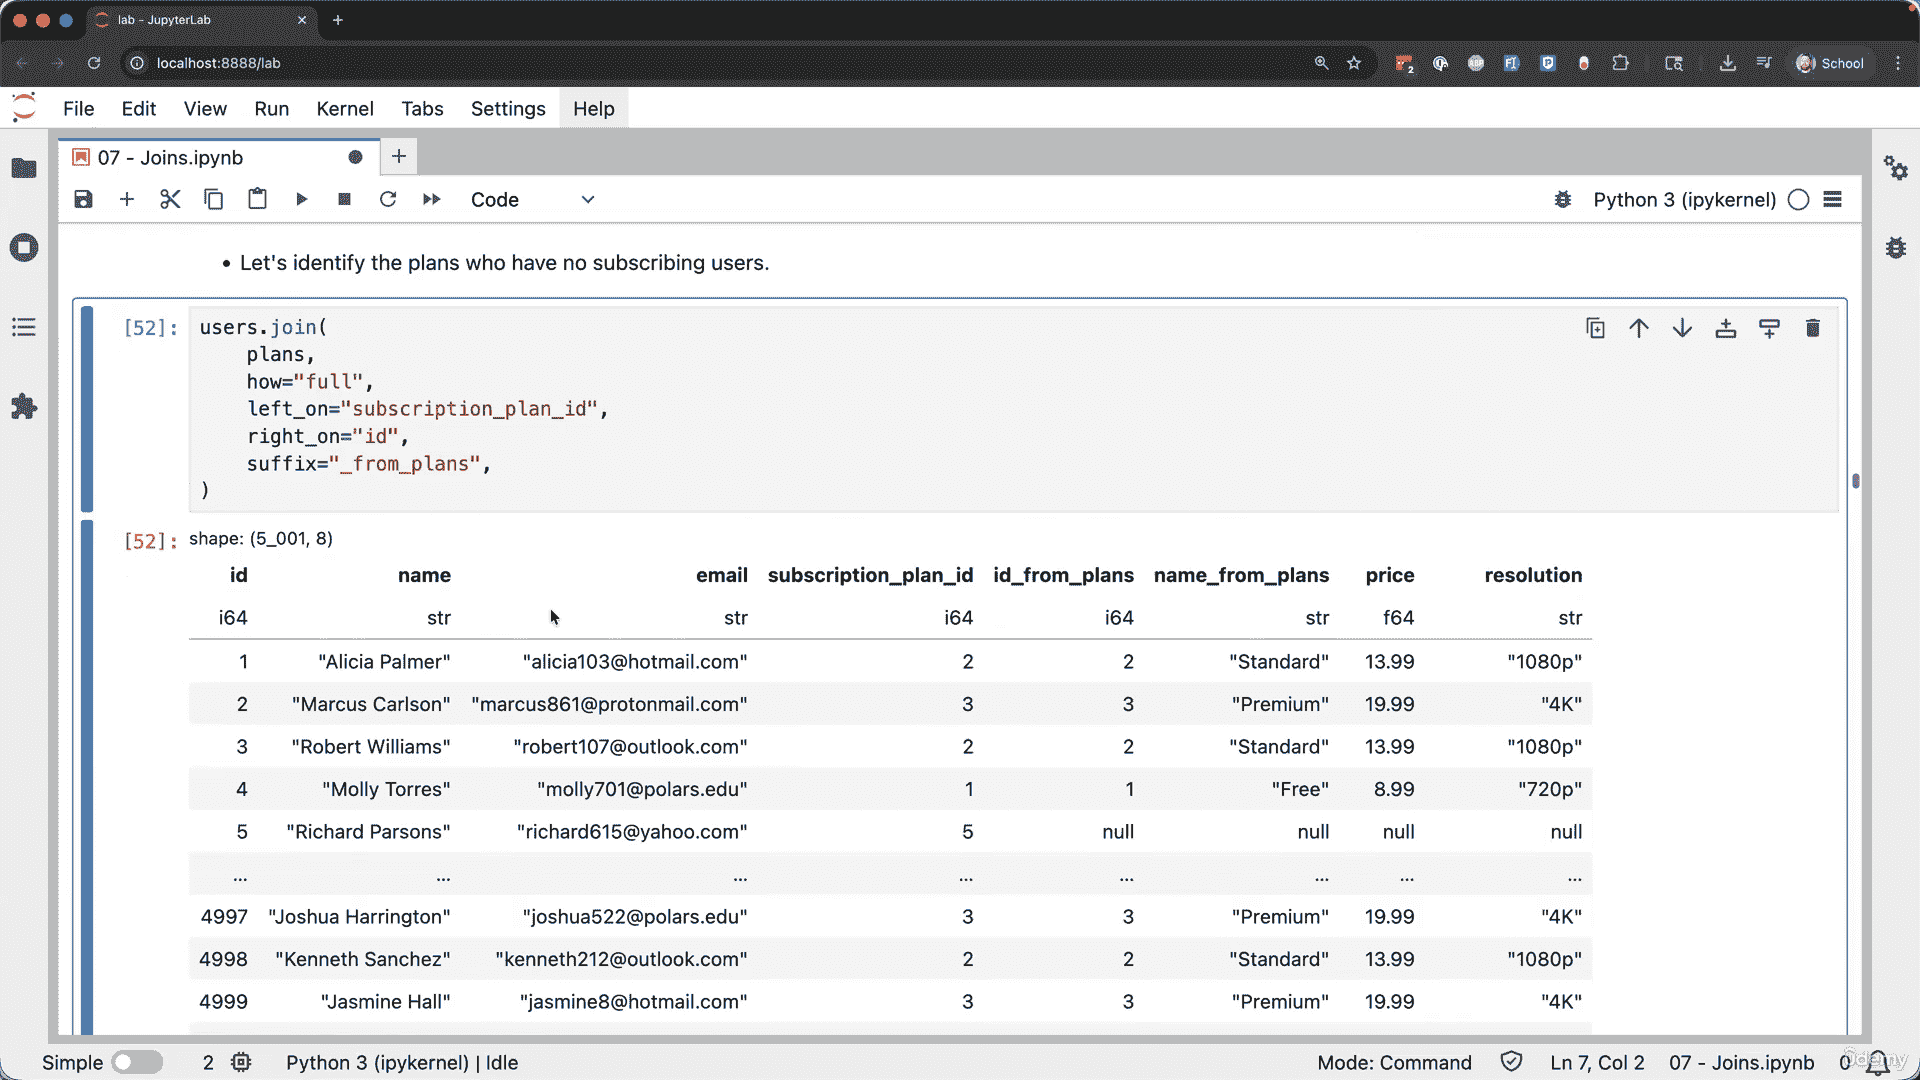 lab - JupyterLab
localhost:8888/lab
2
ABP
School
File Edit View Run Kernel Tabs Settings Help
07 - Joins.ipynb
Code
Python 3 (ipykernel)
• Let's identify the plans who have no subscribing users.
[52]:
users.join(
    plans,
    how="full",
    left_on="subscription_plan_id",
    right_on="id",
    suffix="_from_plans",
)
[52]: shape: (5_001, 8)
id name email subscription_plan_id id_from_plans name_from_plans price resolution
i64 str str i64 i64 str f64 str
1 "Alicia Palmer" "alicia103@hotmail.com" 2 2 "Standard" 13.99 "1080p"
2 "Marcus Carlson" "marcus861@protonmail.com" 3 3 "Premium" 19.99 "4K"
3 "Robert Williams" "robert107@outlook.com" 2 2 "Standard" 13.99 "1080p"
4 "Molly Torres" "molly701@polars.edu" 1 1 "Free" 8.99 "720p"
5 "Richard Parsons" "richard615@yahoo.com" 5 null null null null
… … … … … … … …
4997 "Joshua Harrington" "joshua522@polars.edu" 3 3 "Premium" 19.99 "4K"
4998 "Kenneth Sanchez" "kenneth212@outlook.com" 2 2 "Standard" 13.99 "1080p"
4999 "Jasmine Hall" "jasmine8@hotmail.com" 3 3 "Premium" 19.99 "4K"
Simple 2 Python 3 (ipykernel) | Idle Mode: Command Ln 7, Col 2 07 - Joins.ipynb 0
Udemy